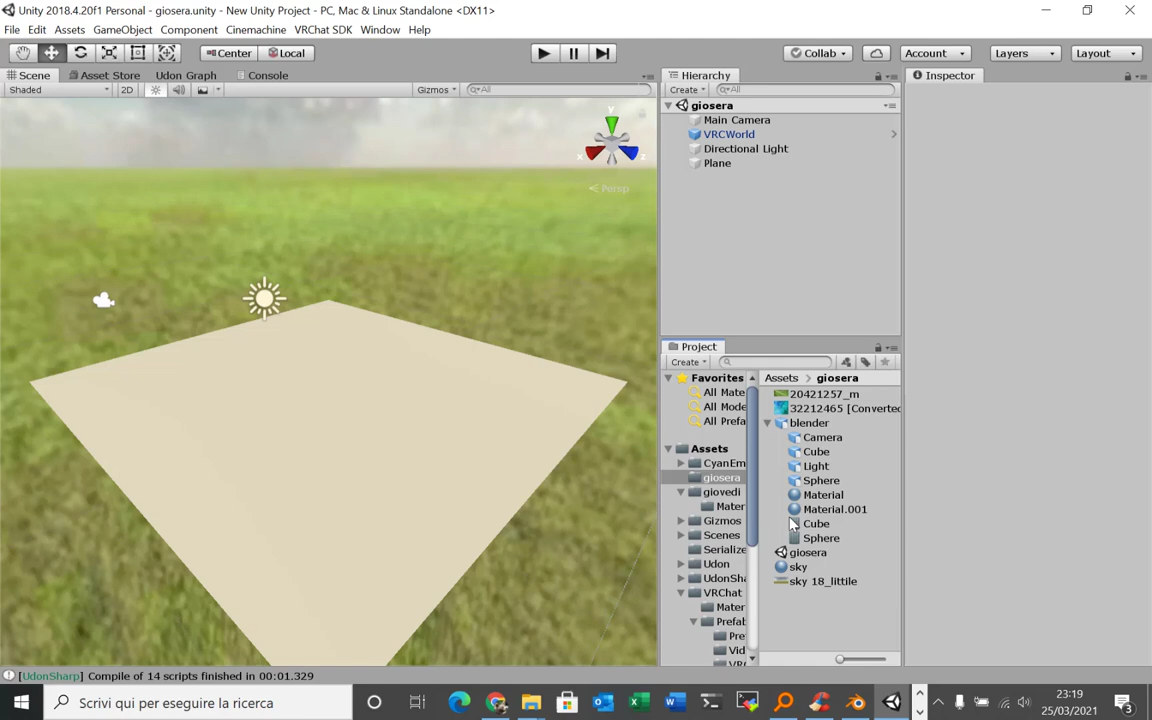 Unity 2018.4.20f1 Personal - giosera.unity - New Unity Project - PC, Mac & Linux Standalone <DX11>
File Edit Assets GameObject Component Cinemachine VRChat SDK Window Help
Center Local Collab Account Layers Layout
Scene Asset Store Udon Graph Console Hierarchy Inspector
Shaded 2D Gizmos All Create All
giosera
Main Camera
VRCWorld
Directional Light
Plane
y
x z
Persp
Project
Create
Favorites
All Mate
All Mode
All Prefa
Assets
CyanEm
giosera
giovedi
Mater
Gizmos
Scenes
Serialize
Udon
UdonSha
VRChat
Mater
Prefab
Pre
Vid
Assets > giosera
20421257_m
32212465 [Converted
blender
Camera
Cube
Light
Sphere
Material
Material.001
Cube
Sphere
giosera
sky
sky 18_littile
[UdonSharp] Compile of 14 scripts finished in 00:01.329
Scrivi qui per eseguire la ricerca
23:19
25/03/2021
3